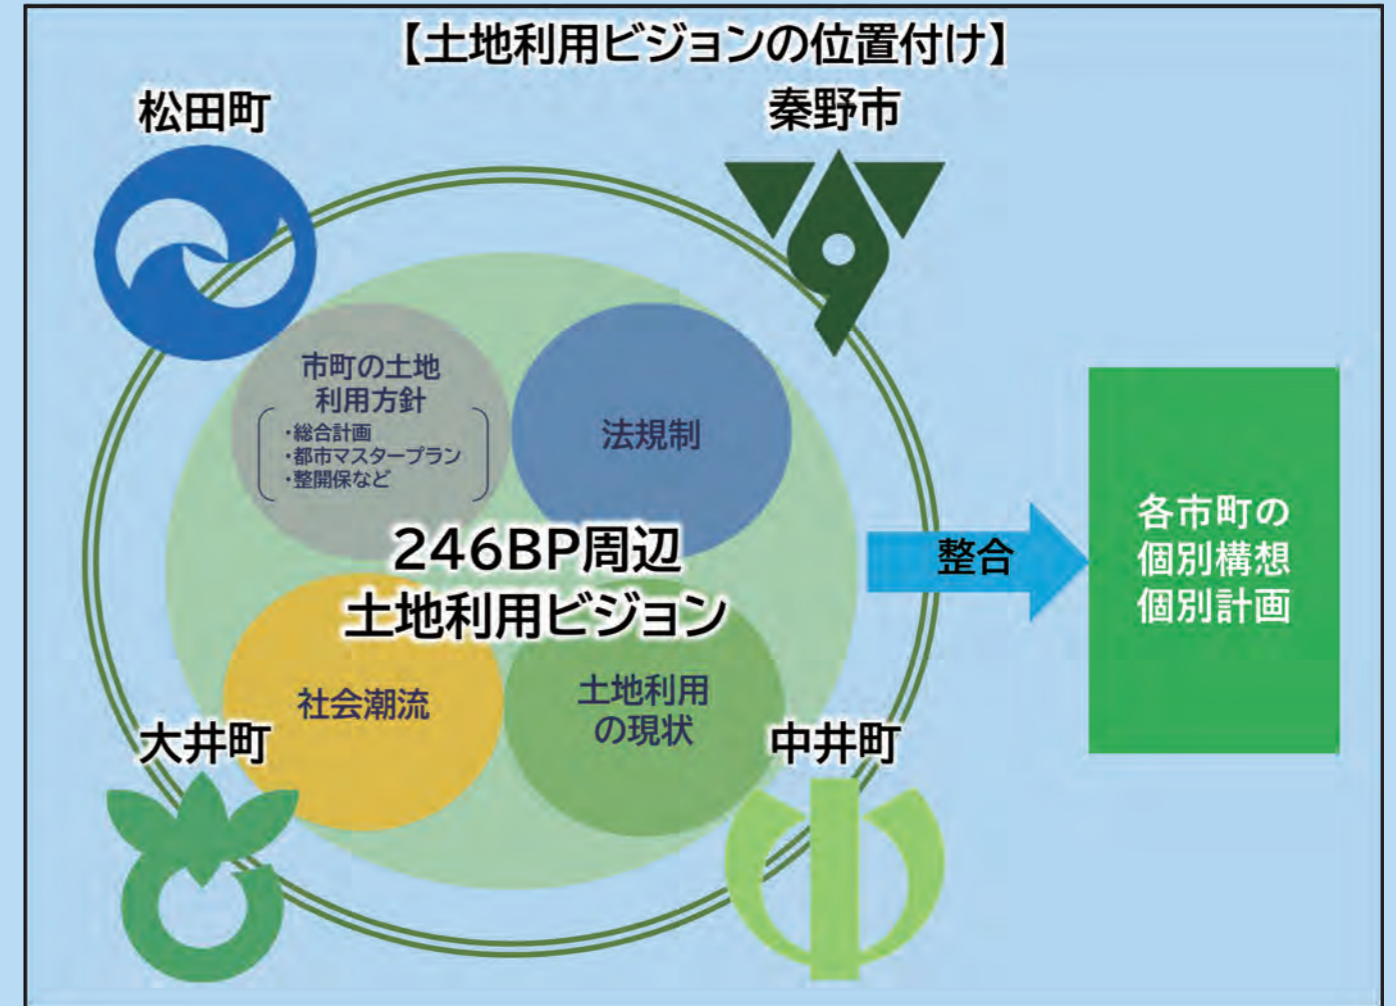 【土地利用ビジョンの位置付け】
松田町
秦野市
市町の土地
利用方針
・総合計画
・都市マスタープラン
・整開保など
法規制
246BP周辺
土地利用ビジョン
整合
各市町の
個別構想
個別計画
社会潮流
土地利用
の現状
大井町
中井町